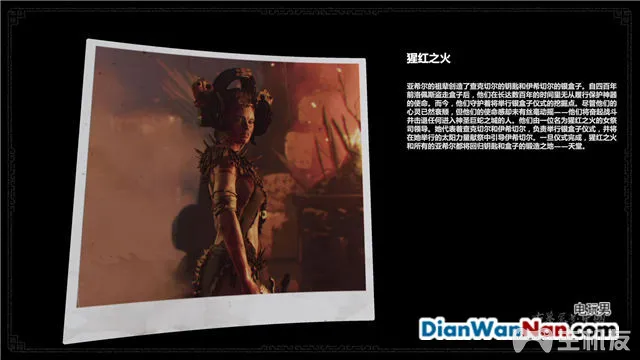 猩红之火
亚希尔的祖辈创造了查克切尔的钥匙和伊希切尔的银盒子。自四百年
前洛佩斯盗走盒子后，他们在长达数百年的时间里无从履行保护神器
的使命。而今，他们守护着将举行银盒子仪式的挖掘点。尽管他们的
心灵已然衰颓，但他们的使命感却未有丝毫动摇——他们将奋起战斗
并击退任何进入神圣巨蛇之城的人。他们由一位名为猩红之火的女祭
司领导。她代表着查克切尔和伊希切尔，负责举行银盒子仪式，并将
在她举行的太阳力量献祭中引导伊希切尔。一旦仪式完成，猩红之火
和所有的亚希尔都将回归钥匙和盒子的锻造之地——天堂。
电玩男
DianWanNan.com